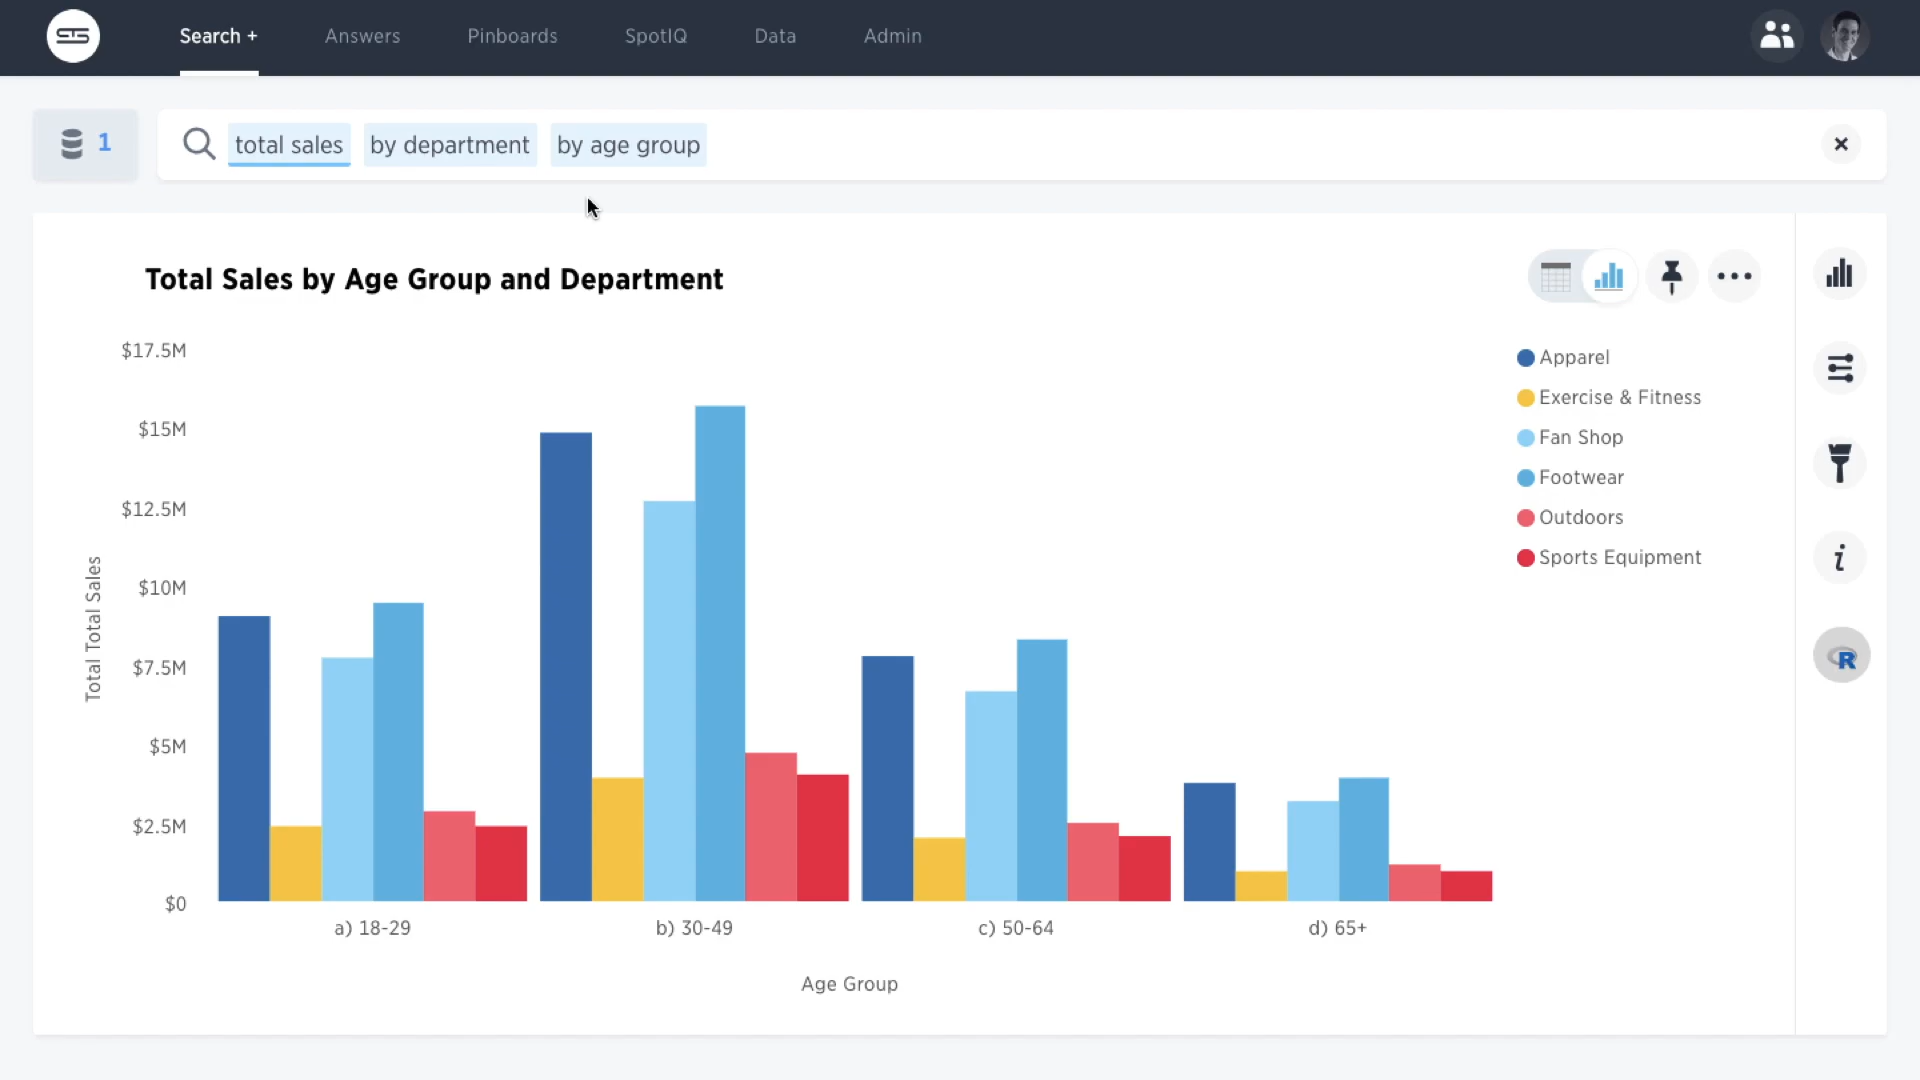 Search +
Answers
Pinboards
SpotIQ
Data
Admin
1
total sales by department by age group
Total Sales by Age Group and Department
$17.5M
$15M
$12.5M
$10M
$7.5M
$5M
$2.5M
$0
Total Total Sales
a) 18-29
b) 30-49
c) 50-64
d) 65+
Age Group
Apparel
Exercise & Fitness
Fan Shop
Footwear
Outdoors
Sports Equipment
i
R